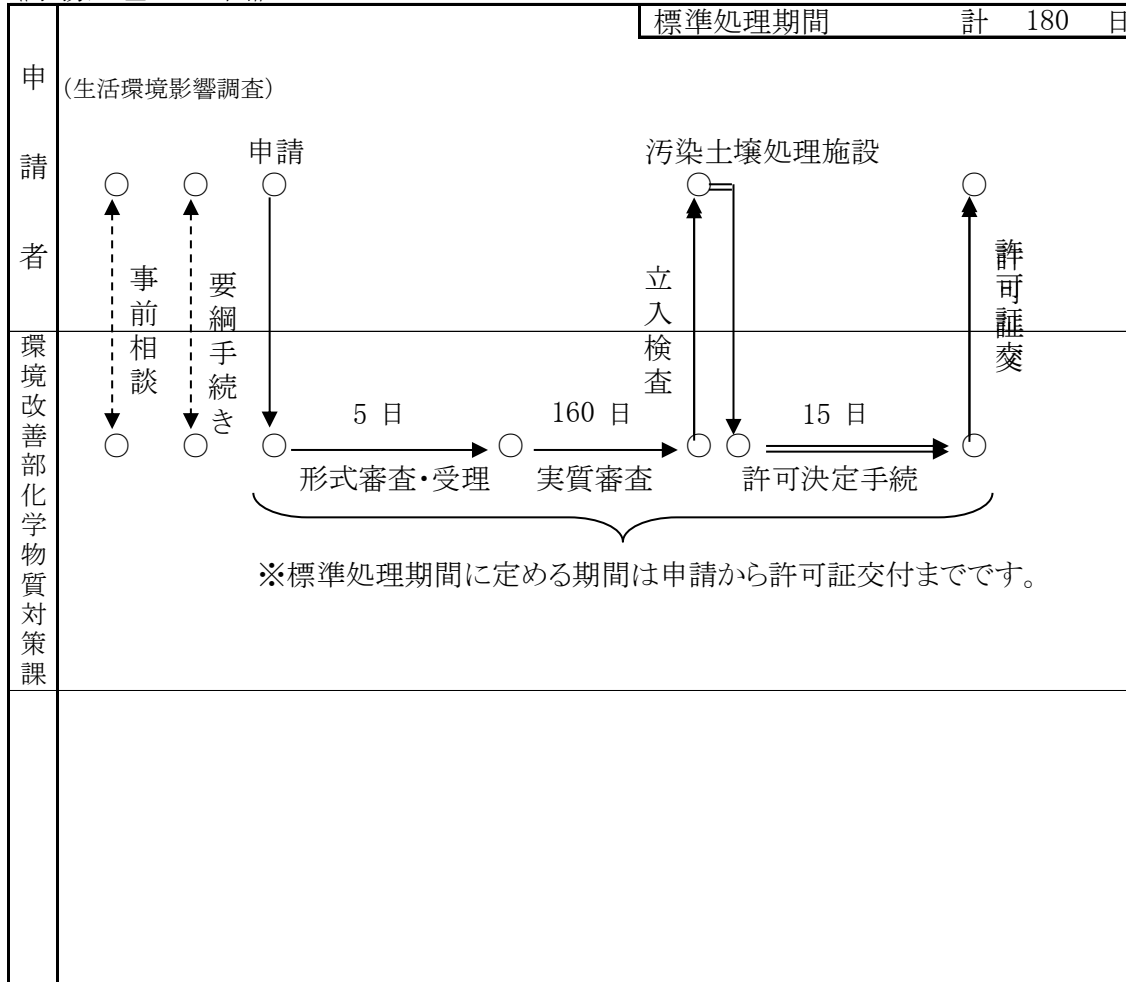 標準処理期間 計 180 日
申請者
(生活環境影響調査)
申請
汚染土壌処理施設
事前相談
要綱手続き
立入検査
許可証交
環境改善部化学物質対策課
5 日
160 日
15 日
形式審査・受理
実質審査
許可決定手続
※標準処理期間に定める期間は申請から許可証交付までです。